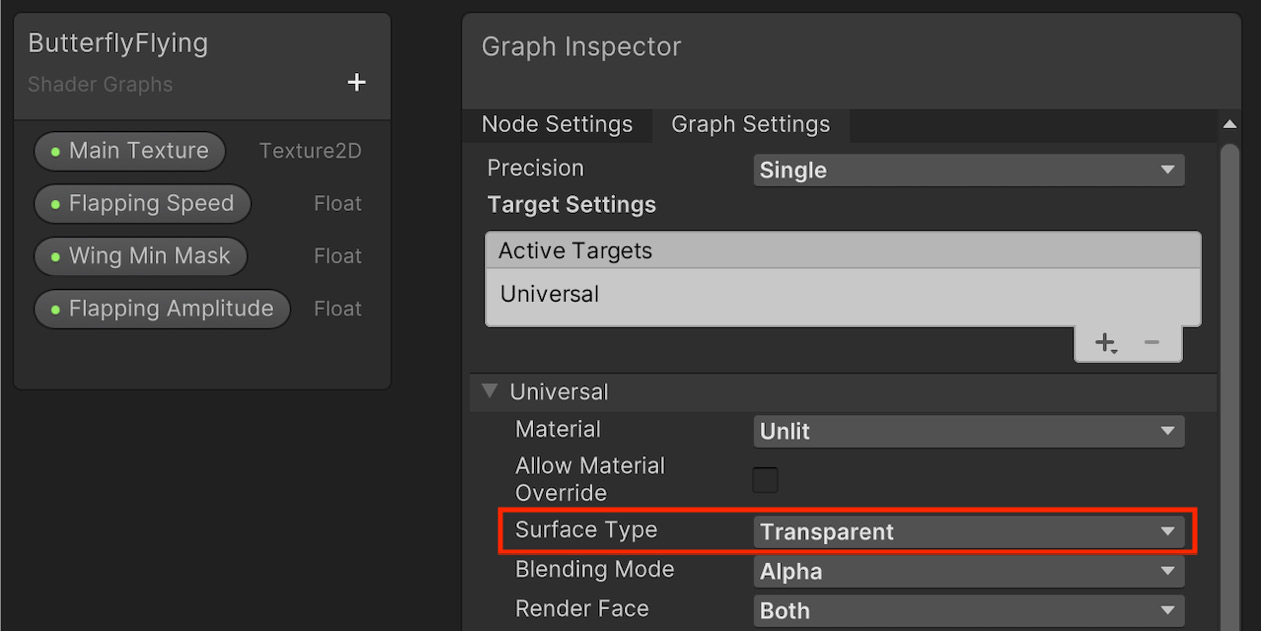 ButterflyFlying
Shader Graphs
+
Main Texture Texture2D
Flapping Speed Float
Wing Min Mask Float
Flapping Amplitude Float
Graph Inspector
Node Settings Graph Settings
Precision Single
Target Settings
Active Targets
Universal
Universal
Material Unlit
Allow Material
Override
Surface Type Transparent
Blending Mode Alpha
Render Face Both